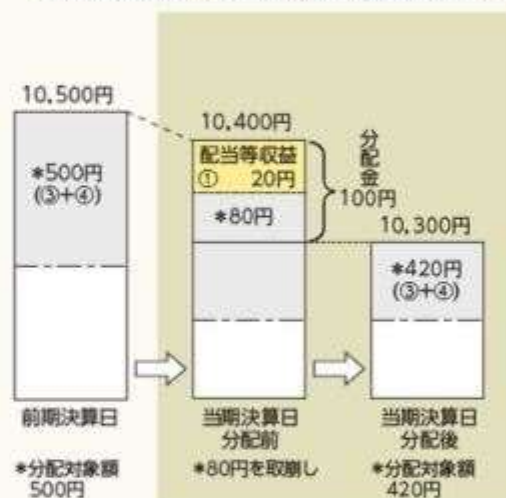 10,500円
*500円
(③+④)
前期決算日
*分配対象額
500円
10,400円
配当等収益
① 20円
*80円
分配金
100円
当期決算日
分配前
*80円を取崩し
10,300円
*420円
(③+④)
当期決算日
分配後
*分配対象額
420円